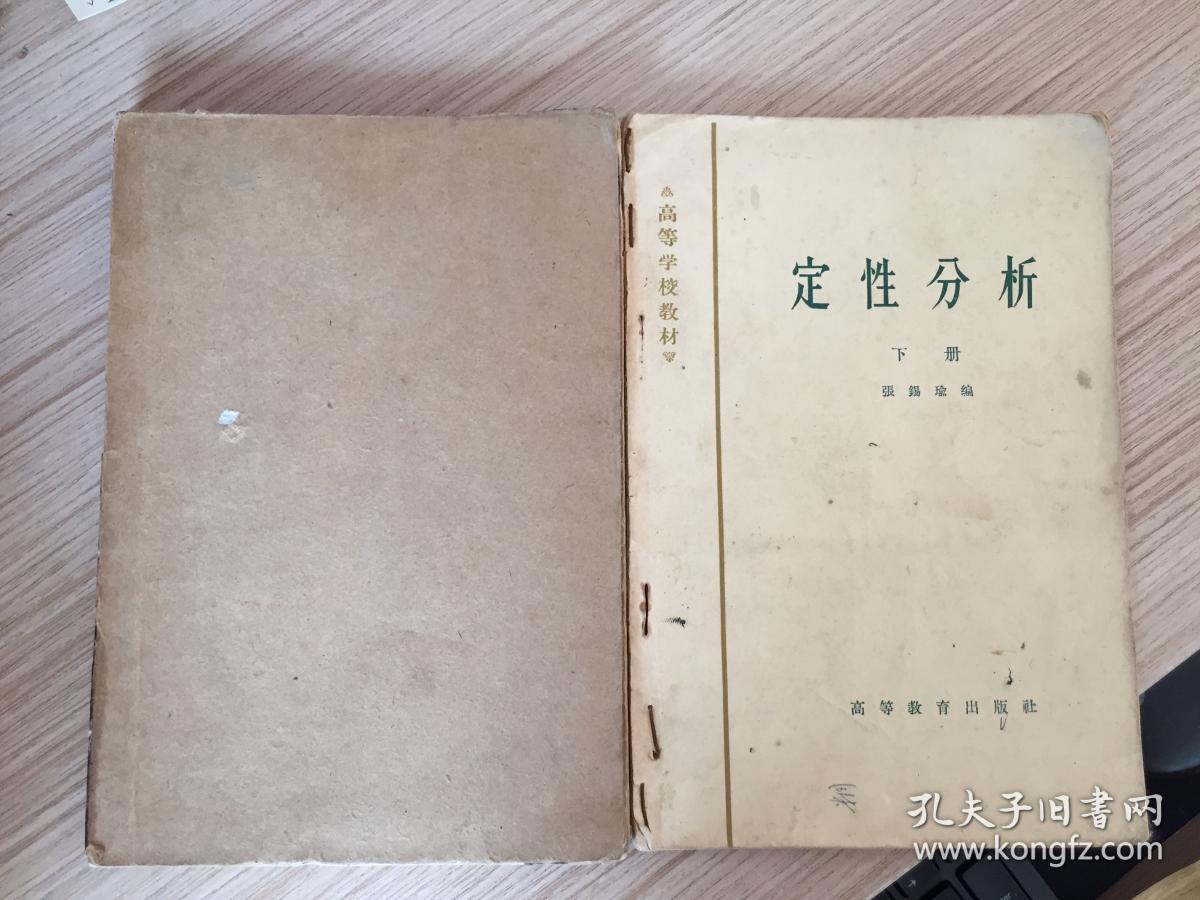 高等学校教材
定性分析
下册
張錫瑜編
高等教育出版社
孔夫子旧书网
www.kongfz.com